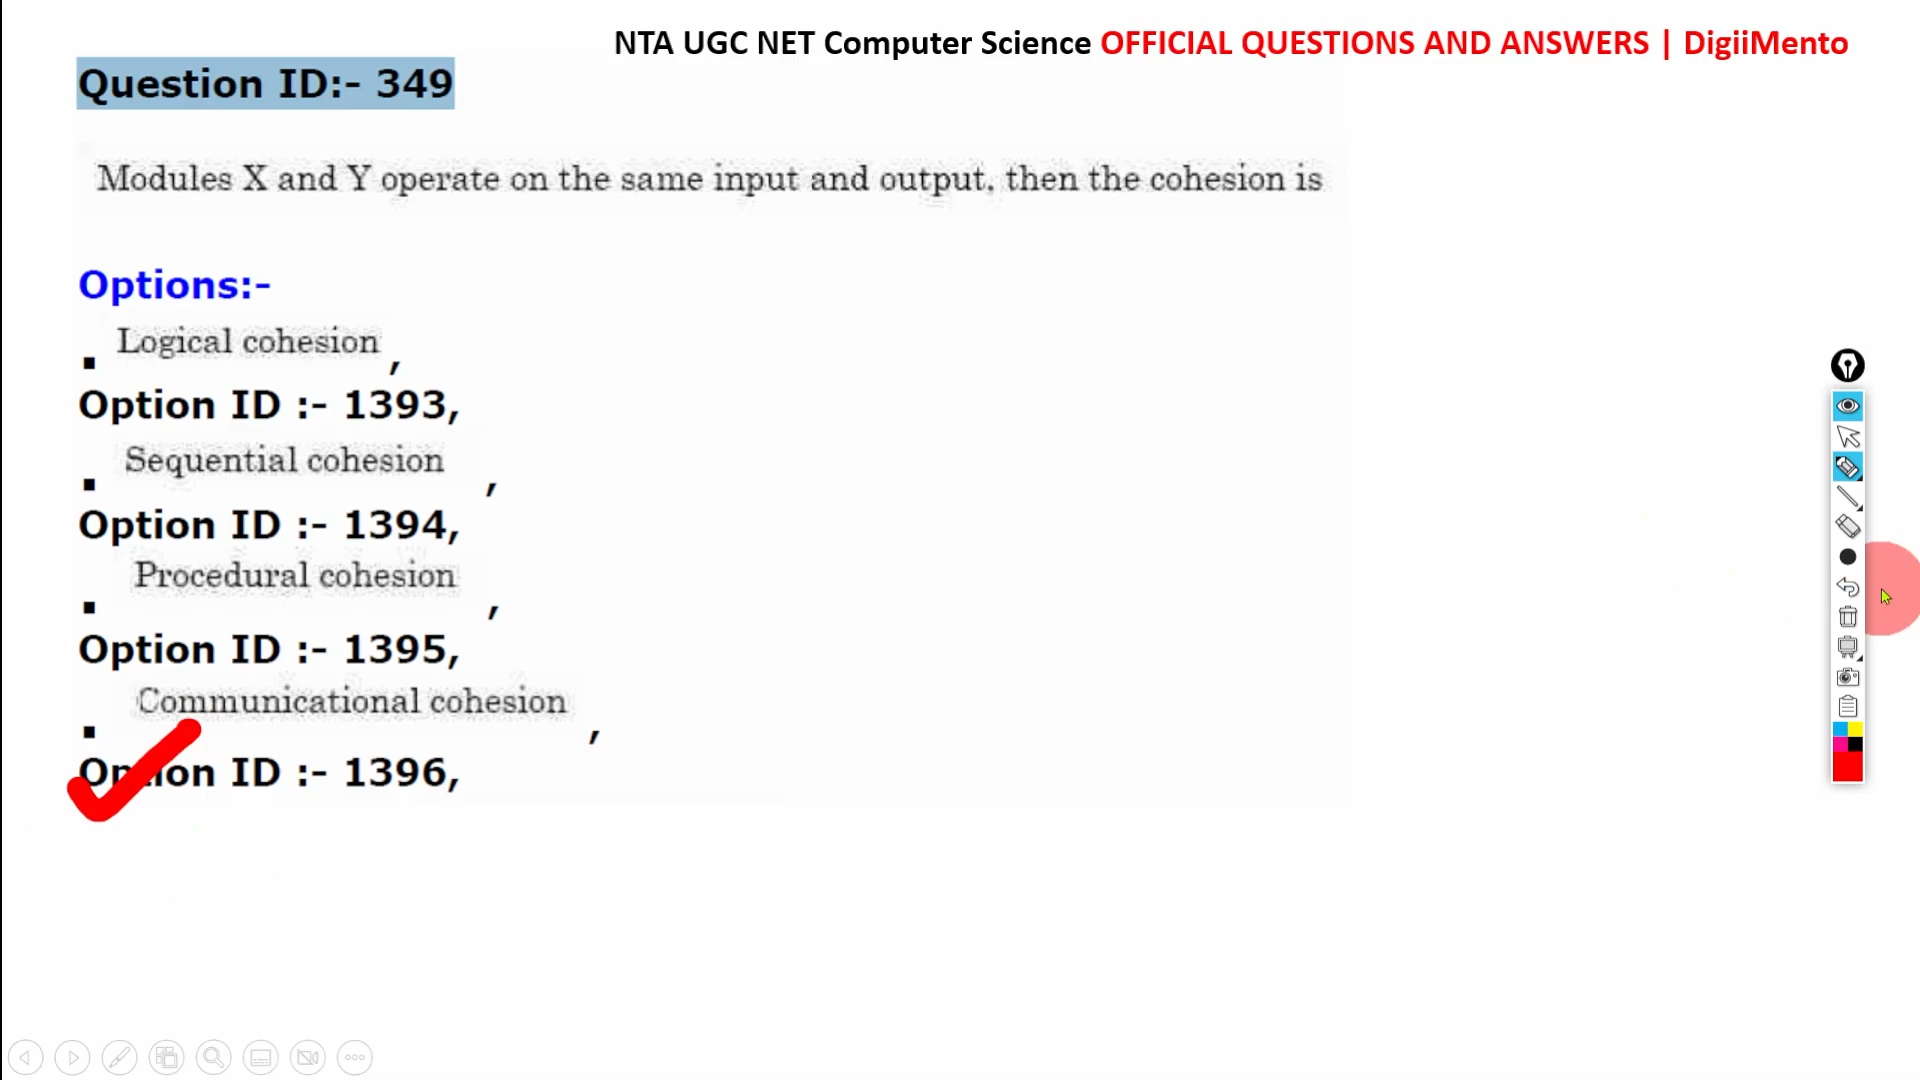 NTA UGC NET Computer Science OFFICIAL QUESTIONS AND ANSWERS | DigiiMento
Question ID:- 349
Modules X and Y operate on the same input and output, then the cohesion is
Options:-
Logical cohesion ,
Option ID :- 1393,
Sequential cohesion ,
Option ID :- 1394,
Procedural cohesion ,
Option ID :- 1395,
Communicational cohesion ,
Option ID :- 1396,